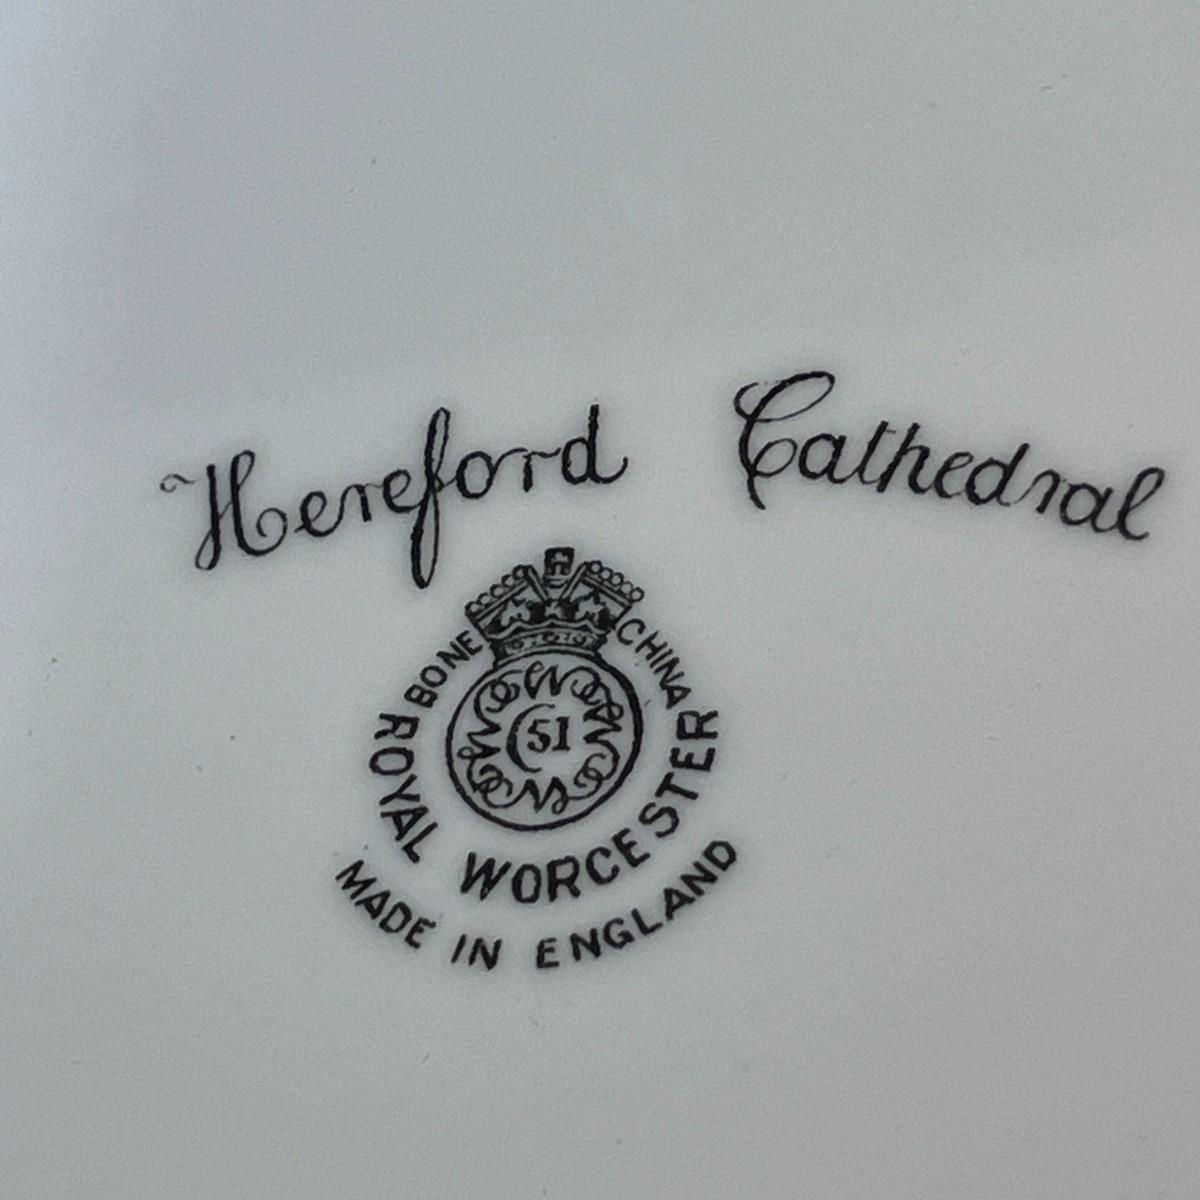 Hereford Cathedral
BONE CHINA
51
ROYAL WORCESTER
MADE IN ENGLAND